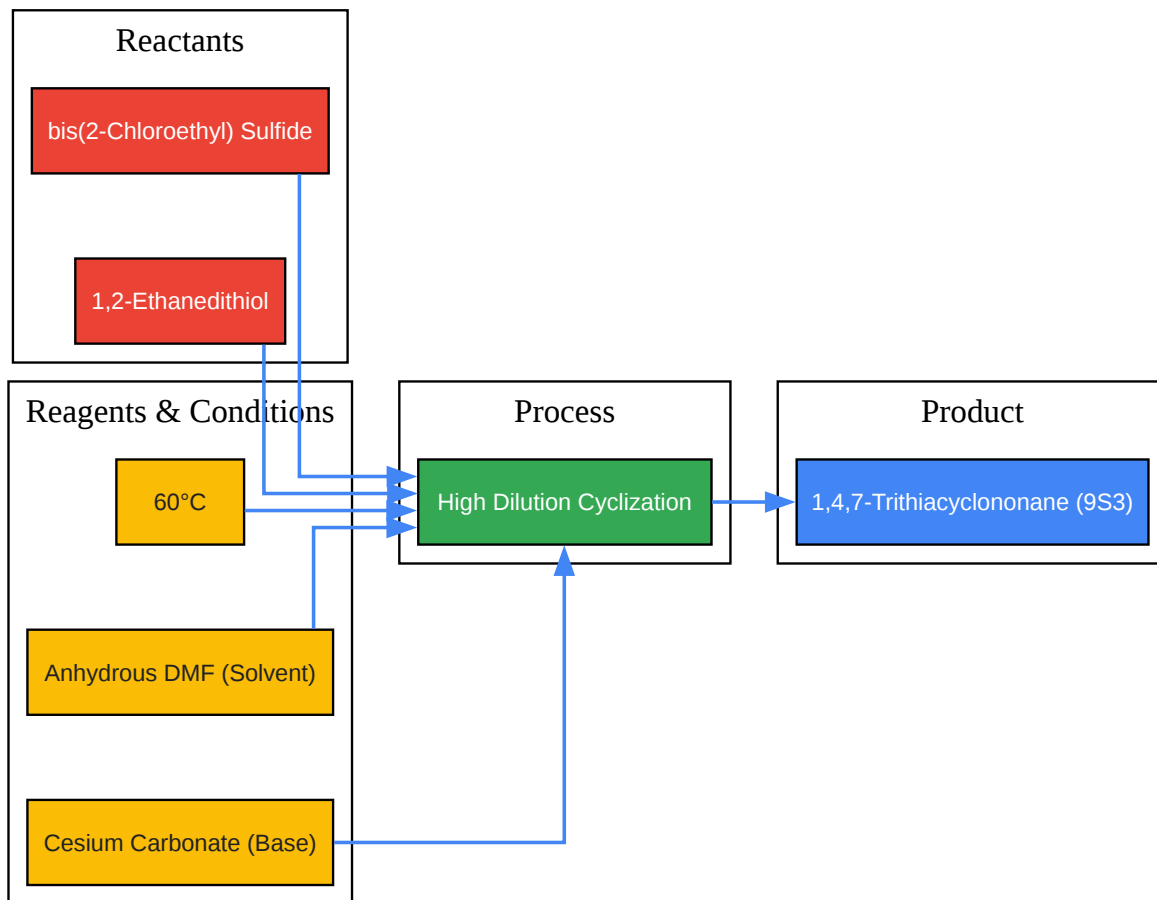 Reactants
bis(2-Chloroethyl) Sulfide
1,2-Ethanedithiol
Reagents & Conditions
60°C
Anhydrous DMF (Solvent)
Cesium Carbonate (Base)
Process
High Dilution Cyclization
Product
1,4,7-Trithiacyclononane (9S3)